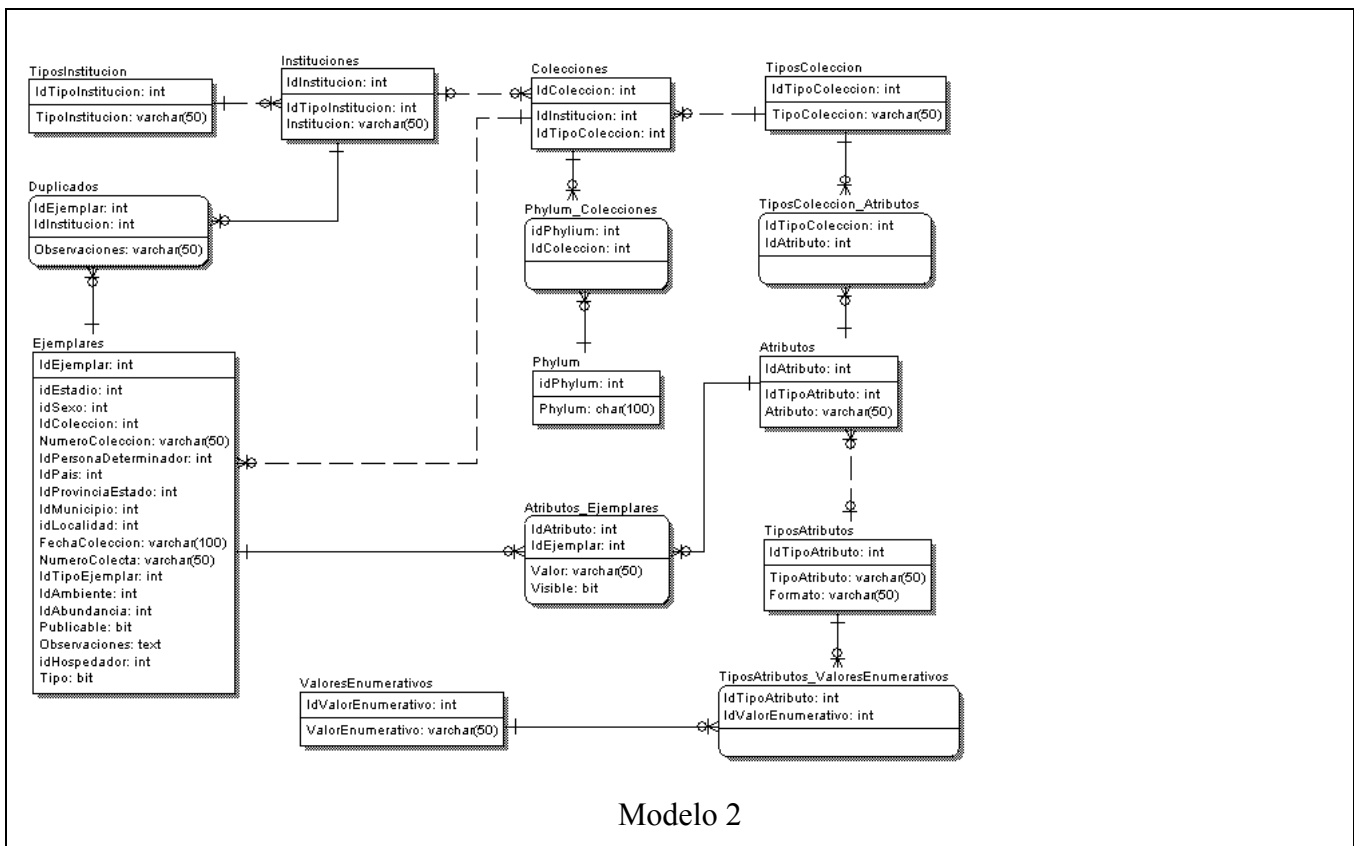 TiposInstitucion
IdTipoInstitucion: int
TipoInstitucion: varchar(50)
Instituciones
IdInstitucion: int
IdTipoInstitucion: int
Institucion: varchar(50)
Colecciones
IdColeccion: int
IdInstitucion: int
IdTipoColeccion: int
TiposColeccion
IdTipoColeccion: int
TipoColeccion: varchar(50)
Duplicados
IdEjemplar: int
IdInstitucion: int
Observaciones: varchar(50)
Phylum_Colecciones
idPhylium: int
IdColeccion: int
TiposColeccion_Atributos
IdTipoColeccion: int
IdAtributo: int
Ejemplares
IdEjemplar: int
idEstadio: int
idSexo: int
IdColeccion: int
NumeroColeccion: varchar(50)
IdPersonaDeterminador: int
IdPais: int
IdProvinciaEstado: int
IdMunicipio: int
idLocalidad: int
FechaColeccion: varchar(100)
NumeroColecta: varchar(50)
IdTipoEjemplar: int
IdAmbiente: int
IdAbundancia: int
Publicable: bit
Observaciones: text
idHospedador: int
Tipo: bit
Phylum
idPhylum: int
Phylum: char(100)
Atributos
IdAtributo: int
IdTipoAtributo: int
Atributo: varchar(50)
Atributos_Ejemplares
IdAtributo: int
IdEjemplar: int
Valor: varchar(50)
Visible: bit
TiposAtributos
IdTipoAtributo: int
TipoAtributo: varchar(50)
Formato: varchar(50)
ValoresEnumerativos
IdValorEnumerativo: int
ValorEnumerativo: varchar(50)
TiposAtributos_ValoresEnumerativos
IdTipoAtributo: int
IdValorEnumerativo: int
Modelo 2